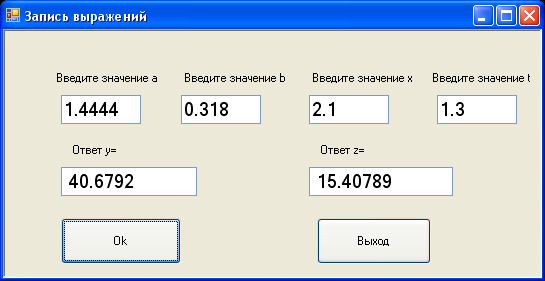 Запись выражений
Введите значение a Введите значение b Введите значение x Введите значение t
1.4444 0.318 2.1 1.3
Ответ y= Ответ z=
40.6792 15.40789
Ok Выход